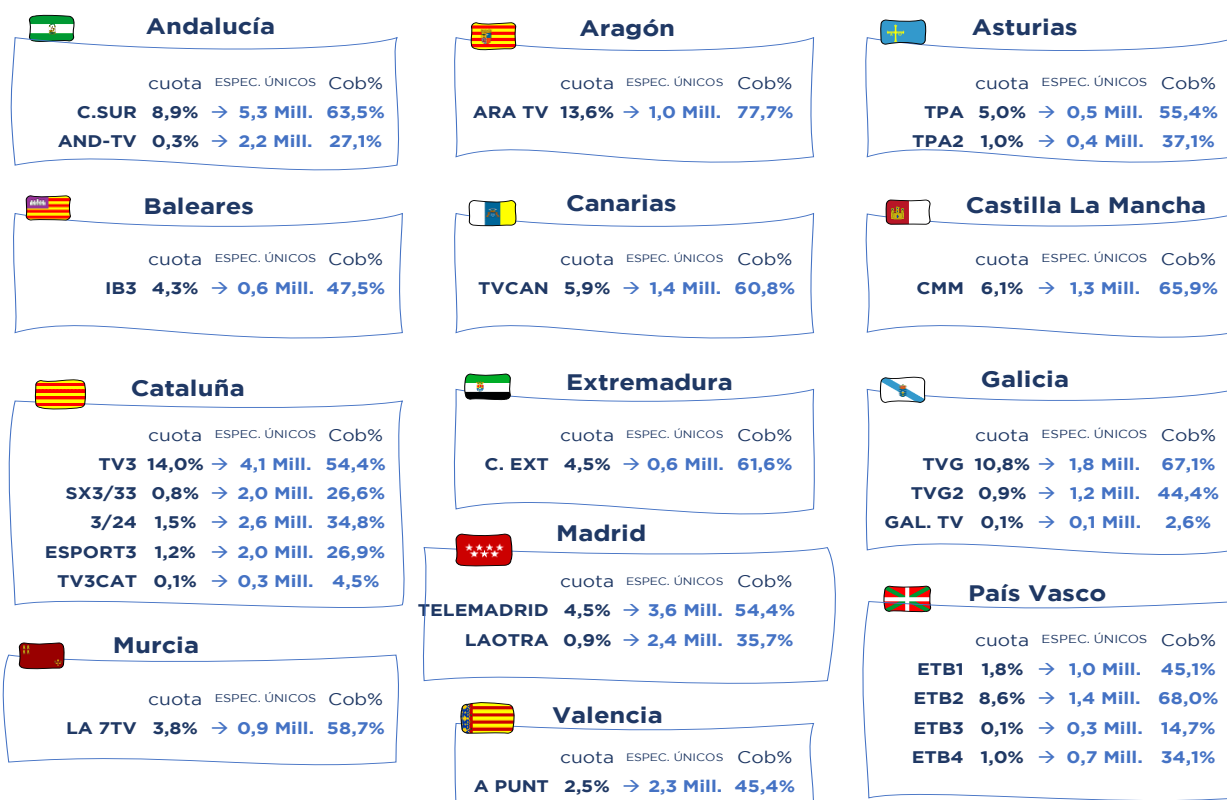 Andalucía
cuota ESPEC. ÚNICOS Cob%
C.SUR 8,9% → 5,3 Mill. 63,5%
AND-TV 0,3% → 2,2 Mill. 27,1%
Aragón
cuota ESPEC. ÚNICOS Cob%
ARA TV 13,6% → 1,0 Mill. 77,7%
Asturias
cuota ESPEC. ÚNICOS Cob%
TPA 5,0% → 0,5 Mill. 55,4%
TPA2 1,0% → 0,4 Mill. 37,1%
Baleares
cuota ESPEC. ÚNICOS Cob%
IB3 4,3% → 0,6 Mill. 47,5%
Canarias
cuota ESPEC. ÚNICOS Cob%
TVCAN 5,9% → 1,4 Mill. 60,8%
Castilla La Mancha
cuota ESPEC. ÚNICOS Cob%
CMM 6,1% → 1,3 Mill. 65,9%
Cataluña
cuota ESPEC. ÚNICOS Cob%
TV3 14,0% → 4,1 Mill. 54,4%
SX3/33 0,8% → 2,0 Mill. 26,6%
3/24 1,5% → 2,6 Mill. 34,8%
ESPORT3 1,2% → 2,0 Mill. 26,9%
TV3CAT 0,1% → 0,3 Mill. 4,5%
Extremadura
cuota ESPEC. ÚNICOS Cob%
C. EXT 4,5% → 0,6 Mill. 61,6%
Galicia
cuota ESPEC. ÚNICOS Cob%
TVG 10,8% → 1,8 Mill. 67,1%
TVG2 0,9% → 1,2 Mill. 44,4%
GAL. TV 0,1% → 0,1 Mill. 2,6%
Madrid
cuota ESPEC. ÚNICOS Cob%
TELEMADRID 4,5% → 3,6 Mill. 54,4%
LAOTRA 0,9% → 2,4 Mill. 35,7%
País Vasco
cuota ESPEC. ÚNICOS Cob%
ETB1 1,8% → 1,0 Mill. 45,1%
ETB2 8,6% → 1,4 Mill. 68,0%
ETB3 0,1% → 0,3 Mill. 14,7%
ETB4 1,0% → 0,7 Mill. 34,1%
Murcia
cuota ESPEC. ÚNICOS Cob%
LA 7TV 3,8% → 0,9 Mill. 58,7%
Valencia
cuota ESPEC. ÚNICOS Cob%
A PUNT 2,5% → 2,3 Mill. 45,4%